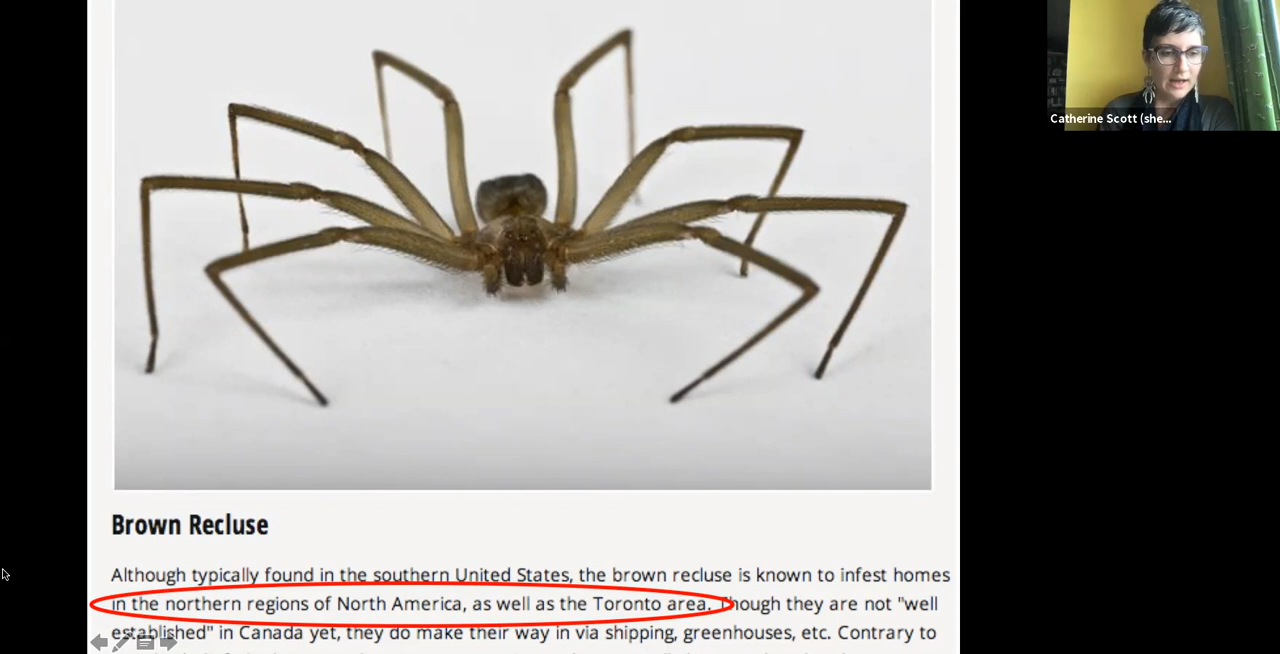 Catherine Scott (she...
Brown Recluse
Although typically found in the southern United States, the brown recluse is known to infest homes
in the northern regions of North America, as well as the Toronto area. Though they are not "well
established" in Canada yet, they do make their way in via shipping, greenhouses, etc. Contrary to